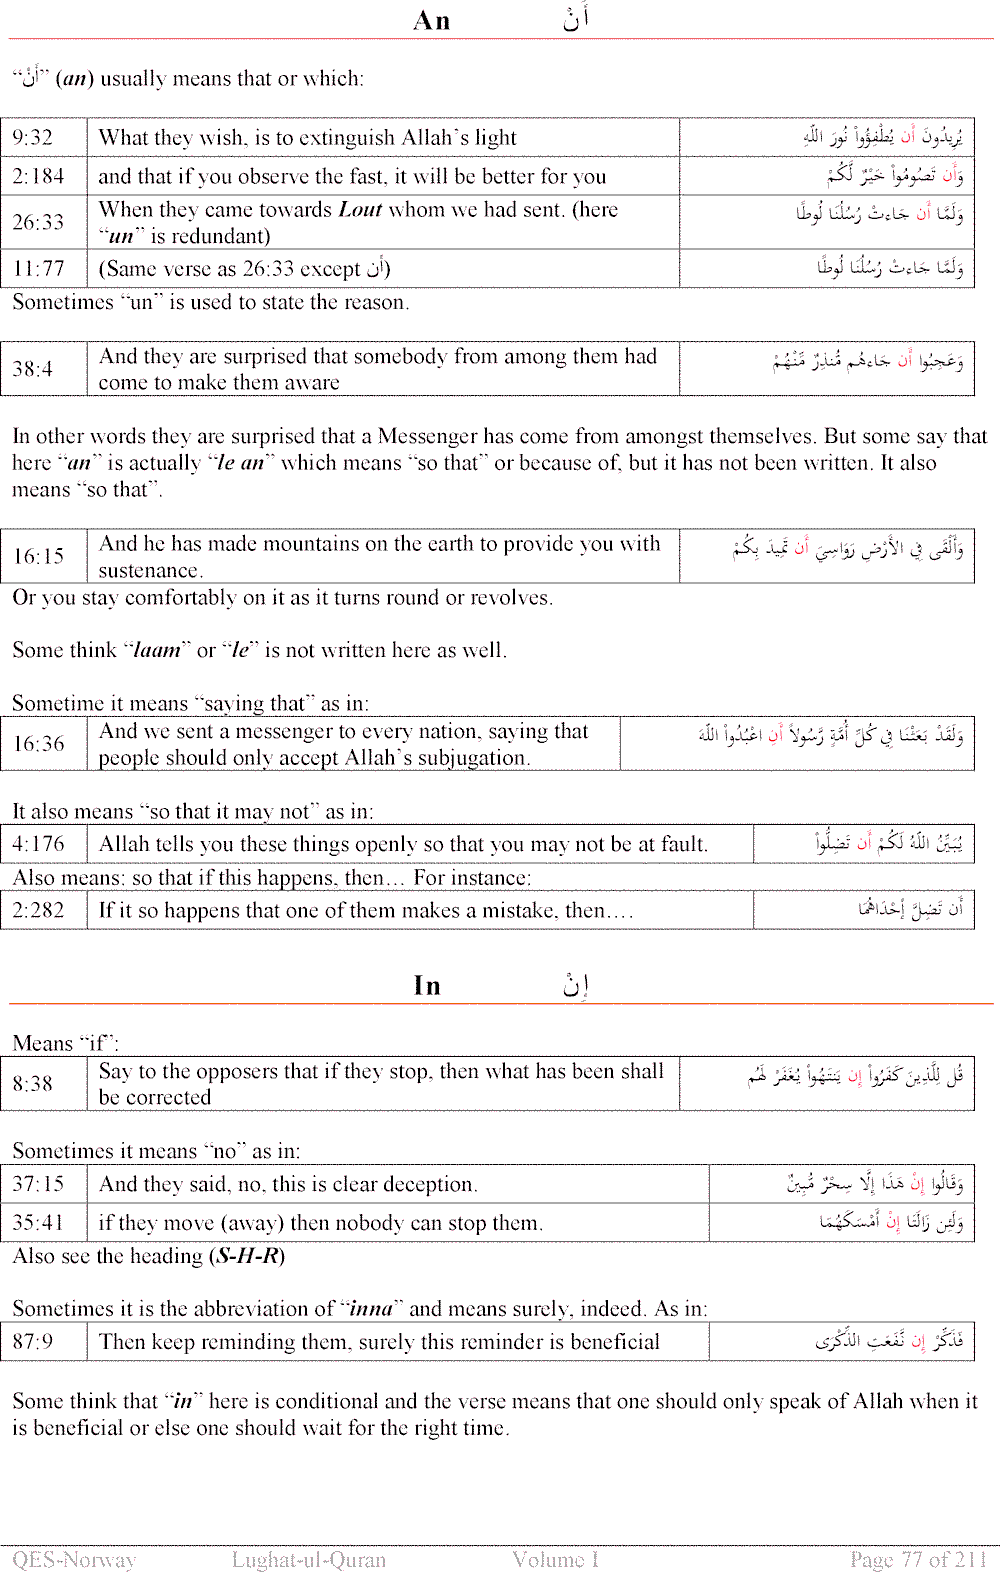 An أَنْ
“أَنْ” (an) usually means that or which:
9:32 What they wish, is to extinguish Allah’s light يُرِيدُونَ أَن يُطْفِؤُواْ نُورَ اللّهِ
2:184 and that if you observe the fast, it will be better for you وَأَن تَصُومُواْ خَيْرٌ لَّكُمْ
26:33 When they came towards Lout whom we had sent. (here وَلَمَّا أَن جَاءتْ رُسُلُنَا لُوطًا
“un” is redundant)
11:77 (Same verse as 26:33 except أن) وَلَمَّا جَاءتْ رُسُلُنَا لُوطًا
Sometimes “un” is used to state the reason.
38:4 And they are surprised that somebody from among them had وَعَجِبُوا أَن جَاءهُم مُّنذِرٌ مِّنْهُمْ
come to make them aware
In other words they are surprised that a Messenger has come from amongst themselves. But some say that
here “an” is actually “le an” which means “so that” or because of, but it has not been written. It also
means “so that”.
16:15 And he has made mountains on the earth to provide you with وَأَلْقَى فِي الأَرْضِ رَوَاسِيَ أَن تَمِيدَ بِكُمْ
sustenance.
Or you stay comfortably on it as it turns round or revolves.
Some think “laam” or “le” is not written here as well.
Sometime it means “saying that” as in:
16:36 And we sent a messenger to every nation, saying that وَلَقَدْ بَعَثْنَا فِي كُلِّ أُمَّةٍ رَّسُولاً أَنِ اعْبُدُواْ اللّهَ
people should only accept Allah’s subjugation.
It also means “so that it may not” as in:
4:176 Allah tells you these things openly so that you may not be at fault. يُبَيِّنُ اللّهُ لَكُمْ أَن تَضِلُّواْ
Also means: so that if this happens, then… For instance:
2:282 If it so happens that one of them makes a mistake, then…. أَن تَضِلَّ إْحْدَاهُمَا
In إِنْ
Means “if”:
8:38 Say to the opposers that if they stop, then what has been shall قُل لِلَّذِينَ كَفَرُواْ إِن يَنتَهُواْ يُغَفَرْ لَهُم
be corrected
Sometimes it means “no” as in:
37:15 And they said, no, this is clear deception. وَقَالُوا إِنْ هَذَا إِلَّا سِحْرٌ مُّبِينٌ
35:41 if they move (away) then nobody can stop them. وَلَئِن زَالَتَا إِنْ أَمْسَكَهُمَا
Also see the heading (S-H-R)
Sometimes it is the abbreviation of “inna” and means surely, indeed. As in:
87:9 Then keep reminding them, surely this reminder is beneficial فَذَكِّرْ إِن نَّفَعَتِ الذِّكْرَى
Some think that “in” here is conditional and the verse means that one should only speak of Allah when it
is beneficial or else one should wait for the right time.
QES-Norway Lughat-ul-Quran Volume I Page 77 of 211